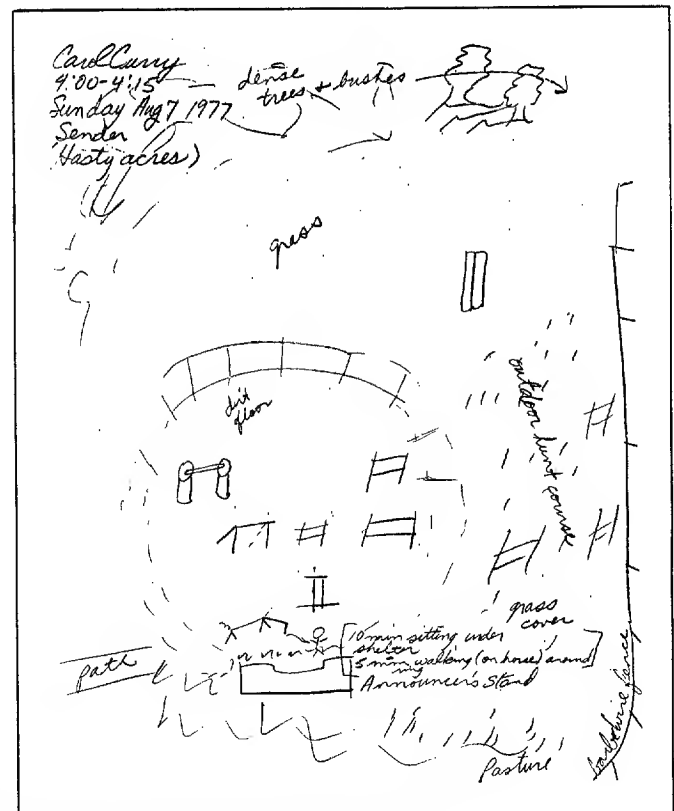 Carol Curry
4:00-4:15
Sunday Aug 7 1977
Sender
(Hasty acres)
dense
trees & bushes
grass
dirt
floor
outdoor hunt course
grass
cover
path
10 min sitting under
shelter
5 min walking (on horse) around
ring
Announcer's Stand
Pasture
barbwire fence